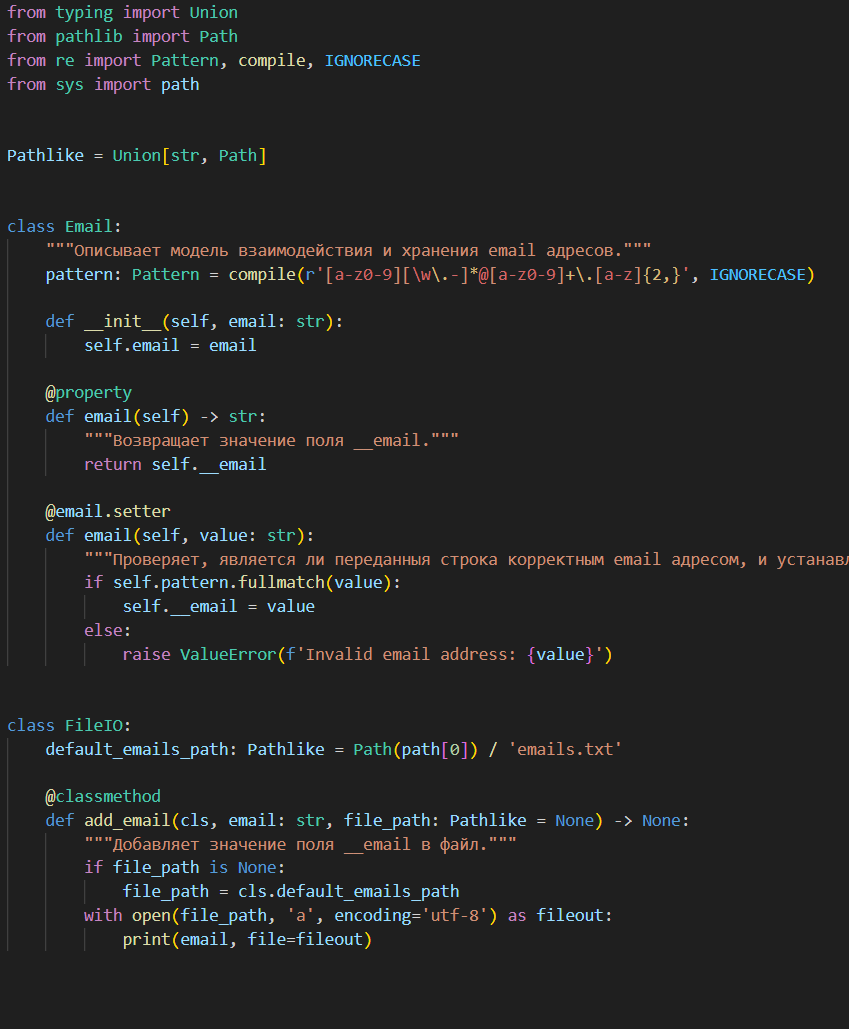 from typing import Union
from pathlib import Path
from re import Pattern, compile, IGNORECASE
from sys import path
Pathlike = Union[str, Path]
class Email:
"""Описывает модель взаимодействия и хранения email адресов."""
pattern: Pattern = compile(r'[a-z0-9][\w\.-]*@[a-z0-9]+\.[a-z]{2,}', IGNORECASE)
def __init__(self, email: str):
self.email = email
@property
def email(self) -> str:
"""Возвращает значение поля __email."""
return self.__email
@email.setter
def email(self, value: str):
"""Проверяет, является ли переданныя строка корректным email адресом, и устанавл
if self.pattern.fullmatch(value):
self.__email = value
else:
raise ValueError(f'Invalid email address: {value}')
class FileIO:
default_emails_path: Pathlike = Path(path[0]) / 'emails.txt'
@classmethod
def add_email(cls, email: str, file_path: Pathlike = None) -> None:
"""Добавляет значение поля __email в файл."""
if file_path is None:
file_path = cls.default_emails_path
with open(file_path, 'a', encoding='utf-8') as fileout:
print(email, file=fileout)